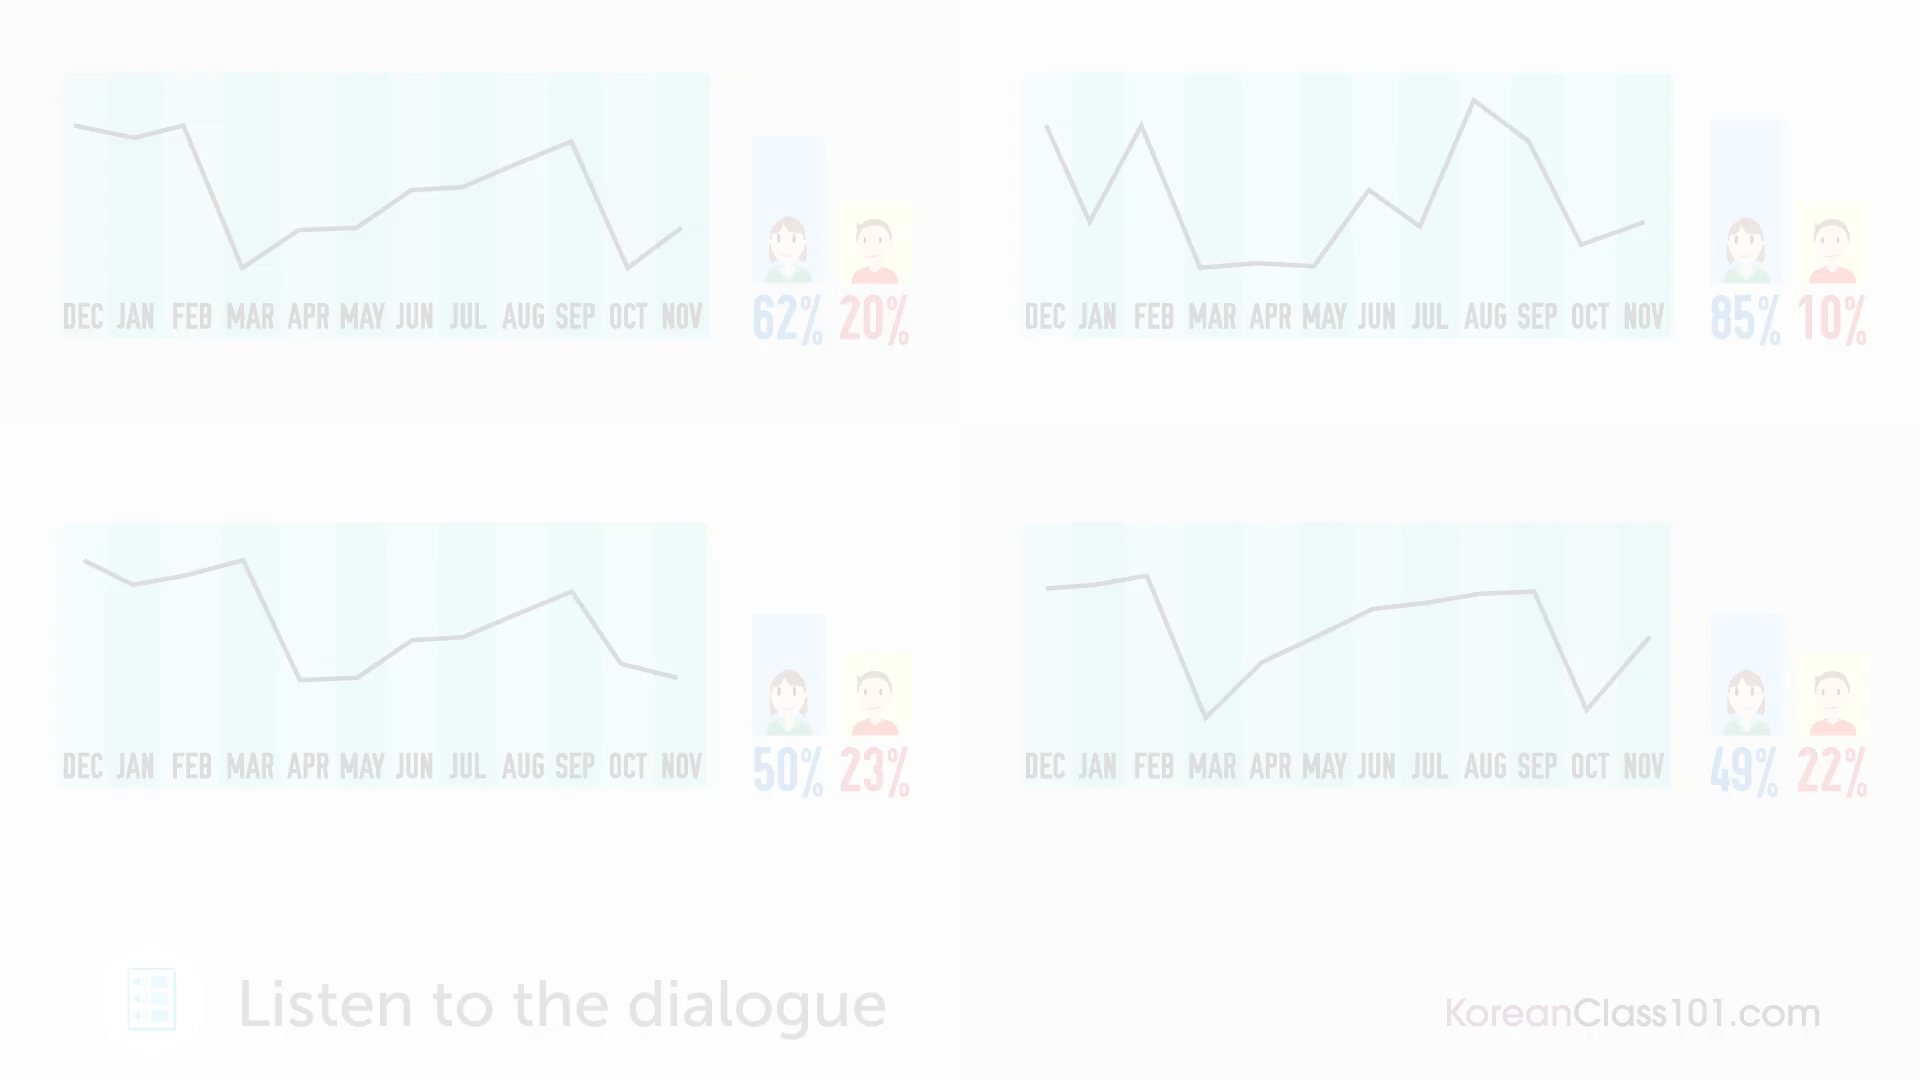 DEC JAN FEB MAR APR MAY JUN JUL AUG SEP OCT NOV
62% 20%
DEC JAN FEB MAR APR MAY JUN JUL AUG SEP OCT NOV
85% 10%
DEC JAN FEB MAR APR MAY JUN JUL AUG SEP OCT NOV
50% 23%
DEC JAN FEB MAR APR MAY JUN JUL AUG SEP OCT NOV
49% 22%
Listen to the dialogue
KoreanClass101.com